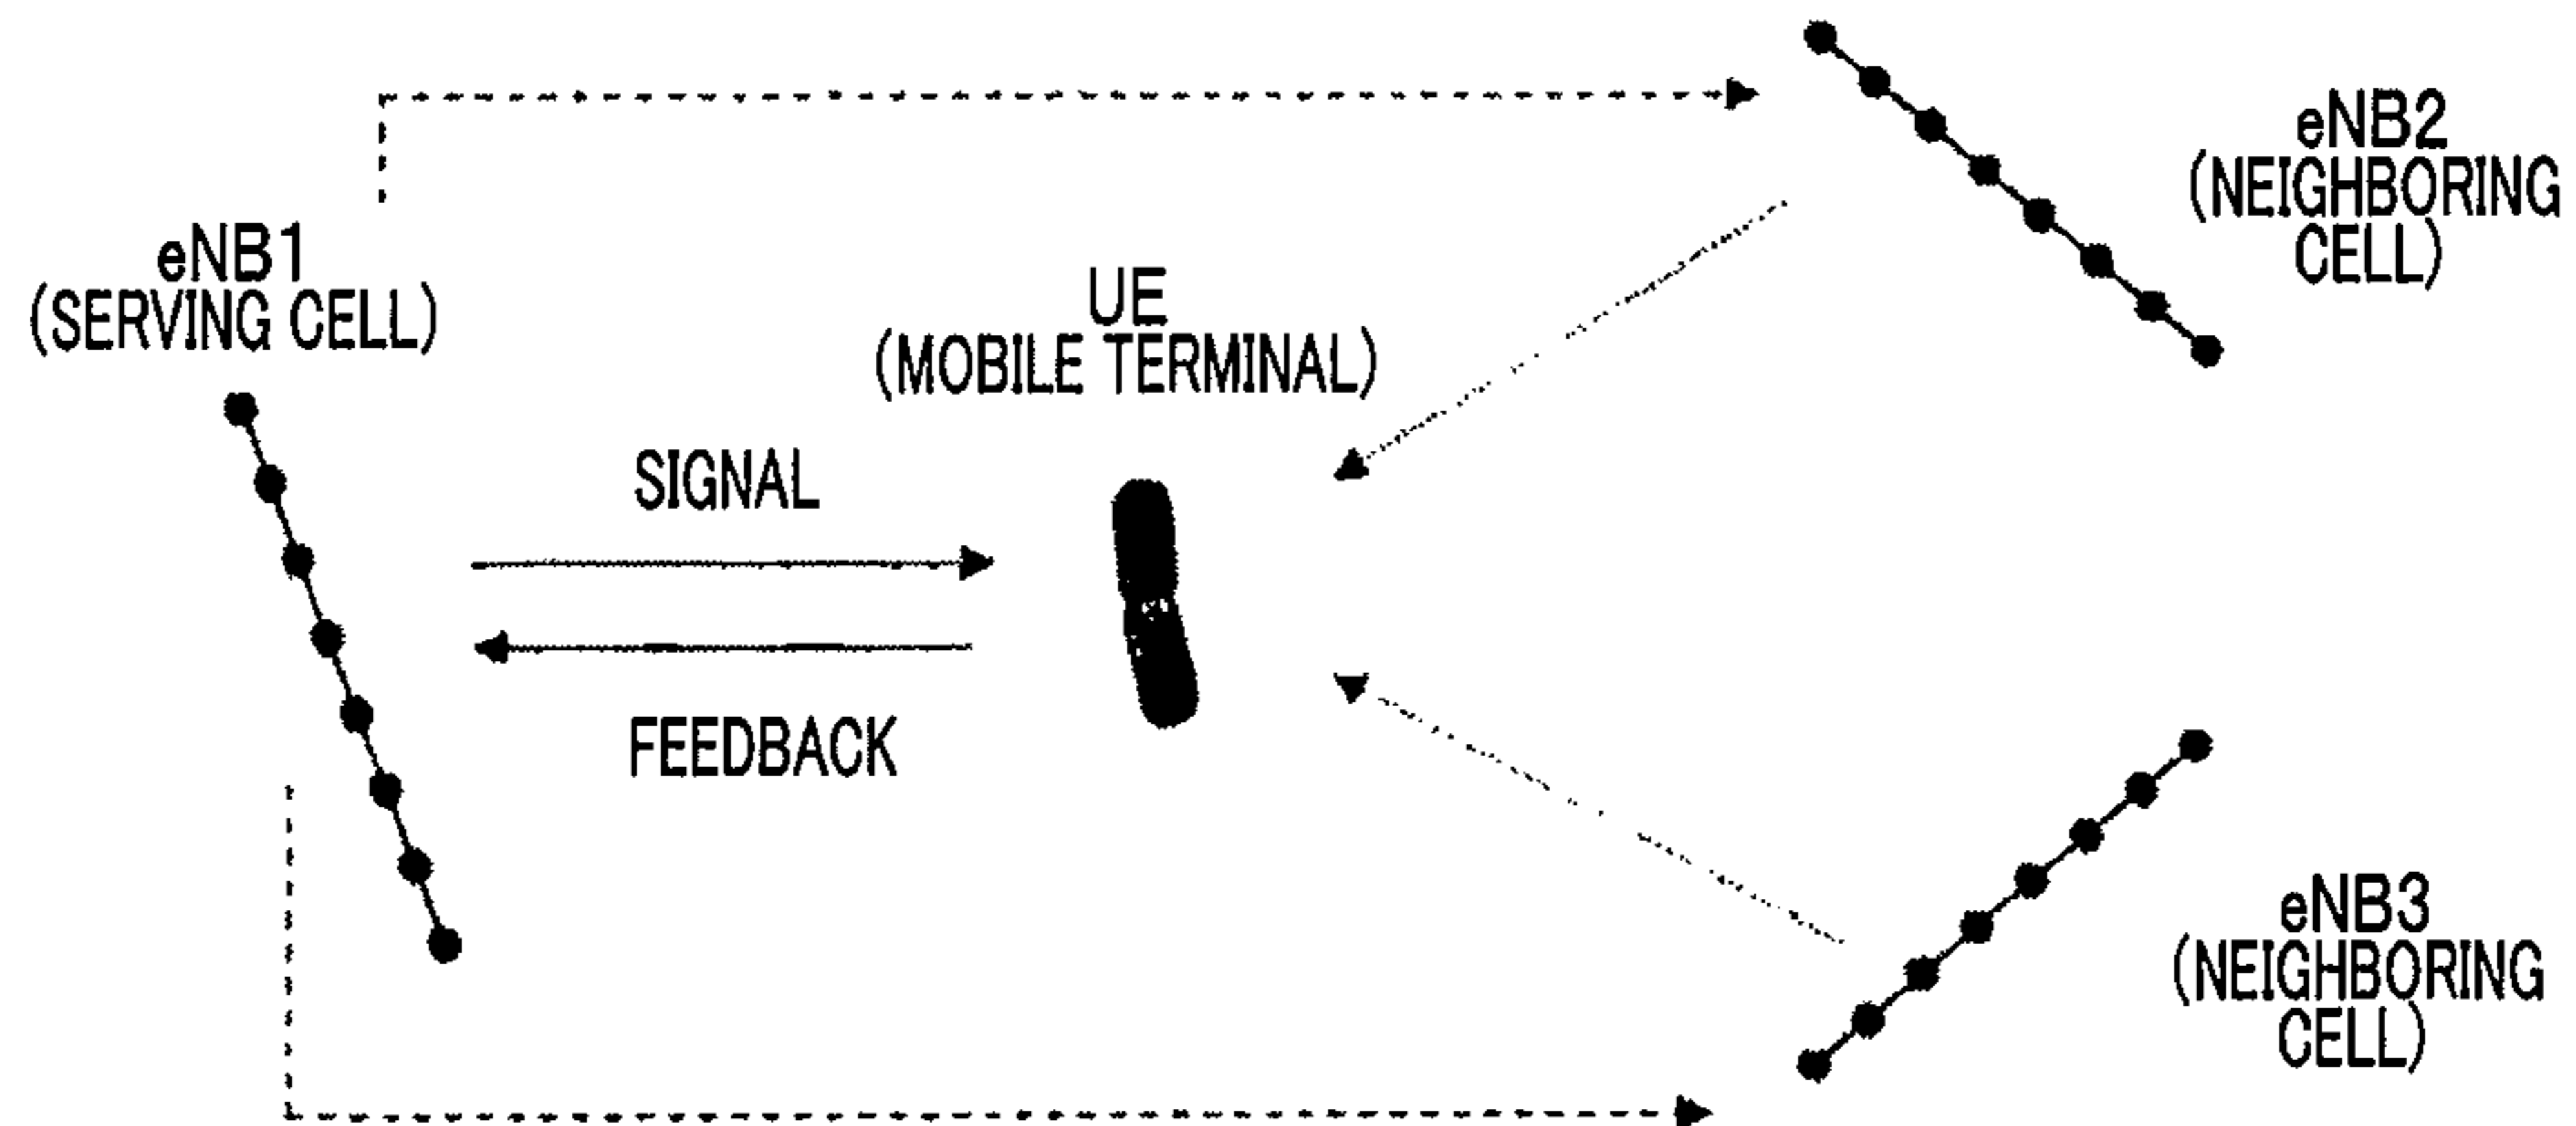 eNB1
(SERVING CELL)
UE
(MOBILE TERMINAL)
eNB2
(NEIGHBORING
CELL)
SIGNAL
FEEDBACK
eNB3
(NEIGHBORING
CELL)